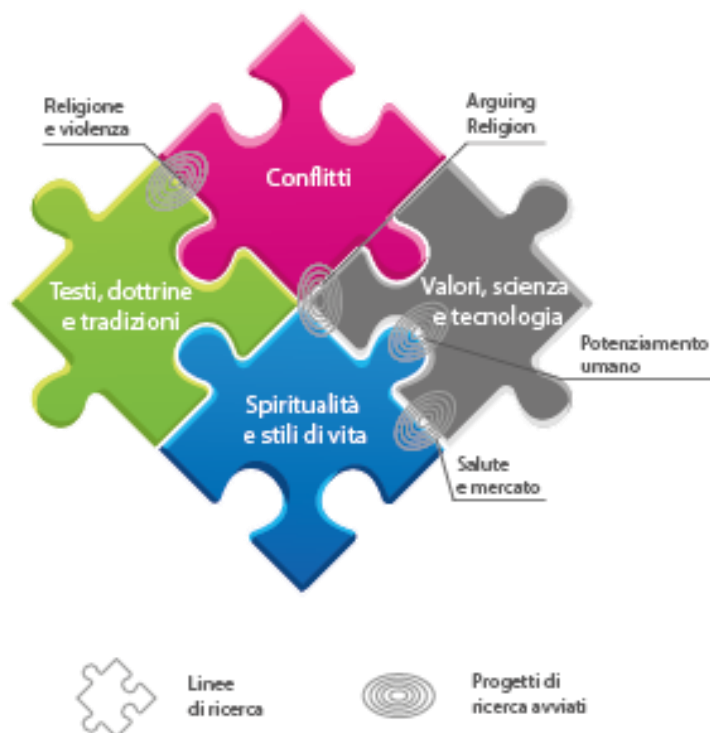 Religione
e violenza
Arguing
Religion
Conflitti
Testi, dottrine
e tradizioni
Valori, scienza
e tecnologia
Potenziamento
umano
Spiritualità
e stili di vita
Salute
e mercato
Linee
di ricerca
Progetti di
ricerca avviati